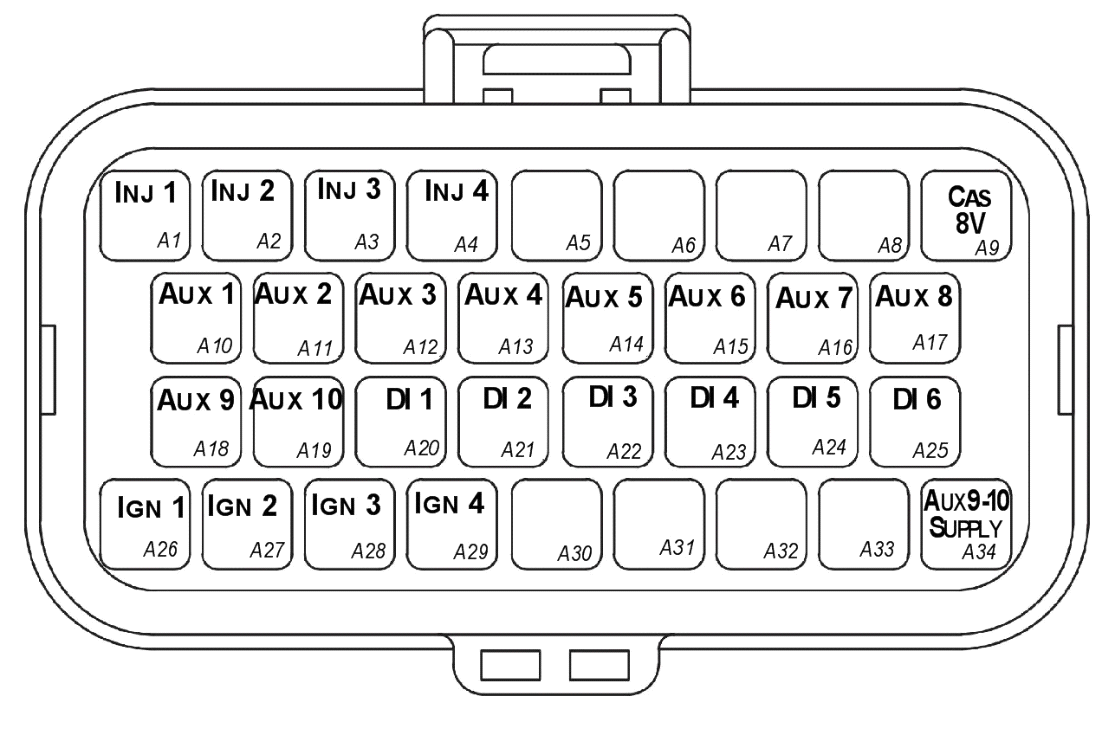 INJ 1 INJ 2 INJ 3 INJ 4 CAS
8V
A1 A2 A3 A4 A5 A6 A7 A8 A9
AUX 1 AUX 2 AUX 3 AUX 4 AUX 5 AUX 6 AUX 7 AUX 8
A10 A11 A12 A13 A14 A15 A16 A17
AUX 9 AUX 10 DI 1 DI 2 DI 3 DI 4 DI 5 DI 6
A18 A19 A20 A21 A22 A23 A24 A25
IGN 1 IGN 2 IGN 3 IGN 4 AUX9-10
SUPPLY
A26 A27 A28 A29 A30 A31 A32 A33 A34